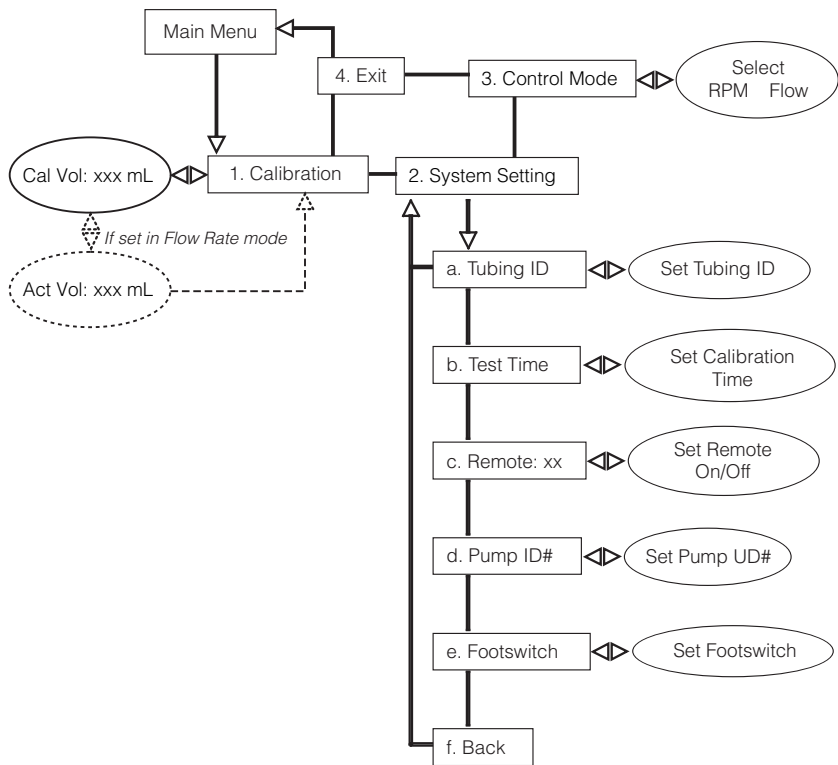 Main Menu
4. Exit
3. Control Mode
Select
RPM Flow
Cal Vol: xxx mL
1. Calibration
2. System Setting
If set in Flow Rate mode
Act Vol: xxx mL
a. Tubing ID
Set Tubing ID
b. Test Time
Set Calibration
Time
c. Remote: xx
Set Remote
On/Off
d. Pump ID#
Set Pump UD#
e. Footswitch
Set Footswitch
f. Back